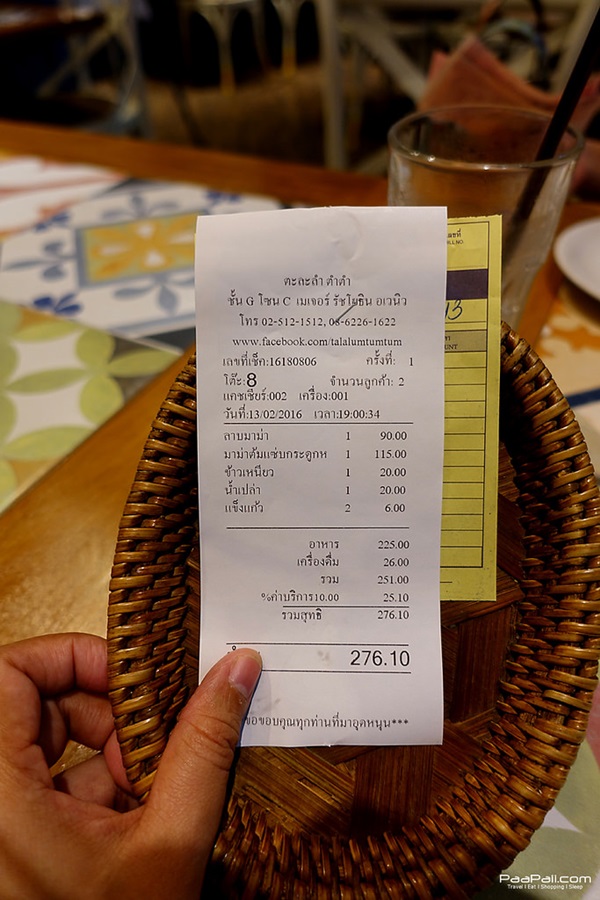 ตะละลำ ตำตำ
ชั้น G โซน C เมเจอร์ รัชโยธิน อเวนิว
โทร 02-512-1512, 08-6226-1622
www.facebook.com/talalumtumtum
เลขที่เช็ค:16180806 ครั้งที่: 1
โต๊ะ:8 จำนวนลูกค้า: 2
แคชเชียร์:002 เครื่อง:001
วันที่:13/02/2016 เวลา:19:00:34
ลาบมาม่า 1 90.00
มาม่าต้มแซ่บกระดูกห 1 115.00
ข้าวเหนียว 1 20.00
น้ำเปล่า 1 20.00
แข็งแก้ว 2 6.00
อาหาร 225.00
เครื่องดื่ม 26.00
รวม 251.00
%ค่าบริการ10.00 25.10
รวมสุทธิ 276.10
276.10
ขอขอบคุณทุกท่านที่มาอุดหนุน***
ลขที่
LL NO
13
UNT
PaaPaii.com
Travel | Eat | Shopping | Sleep